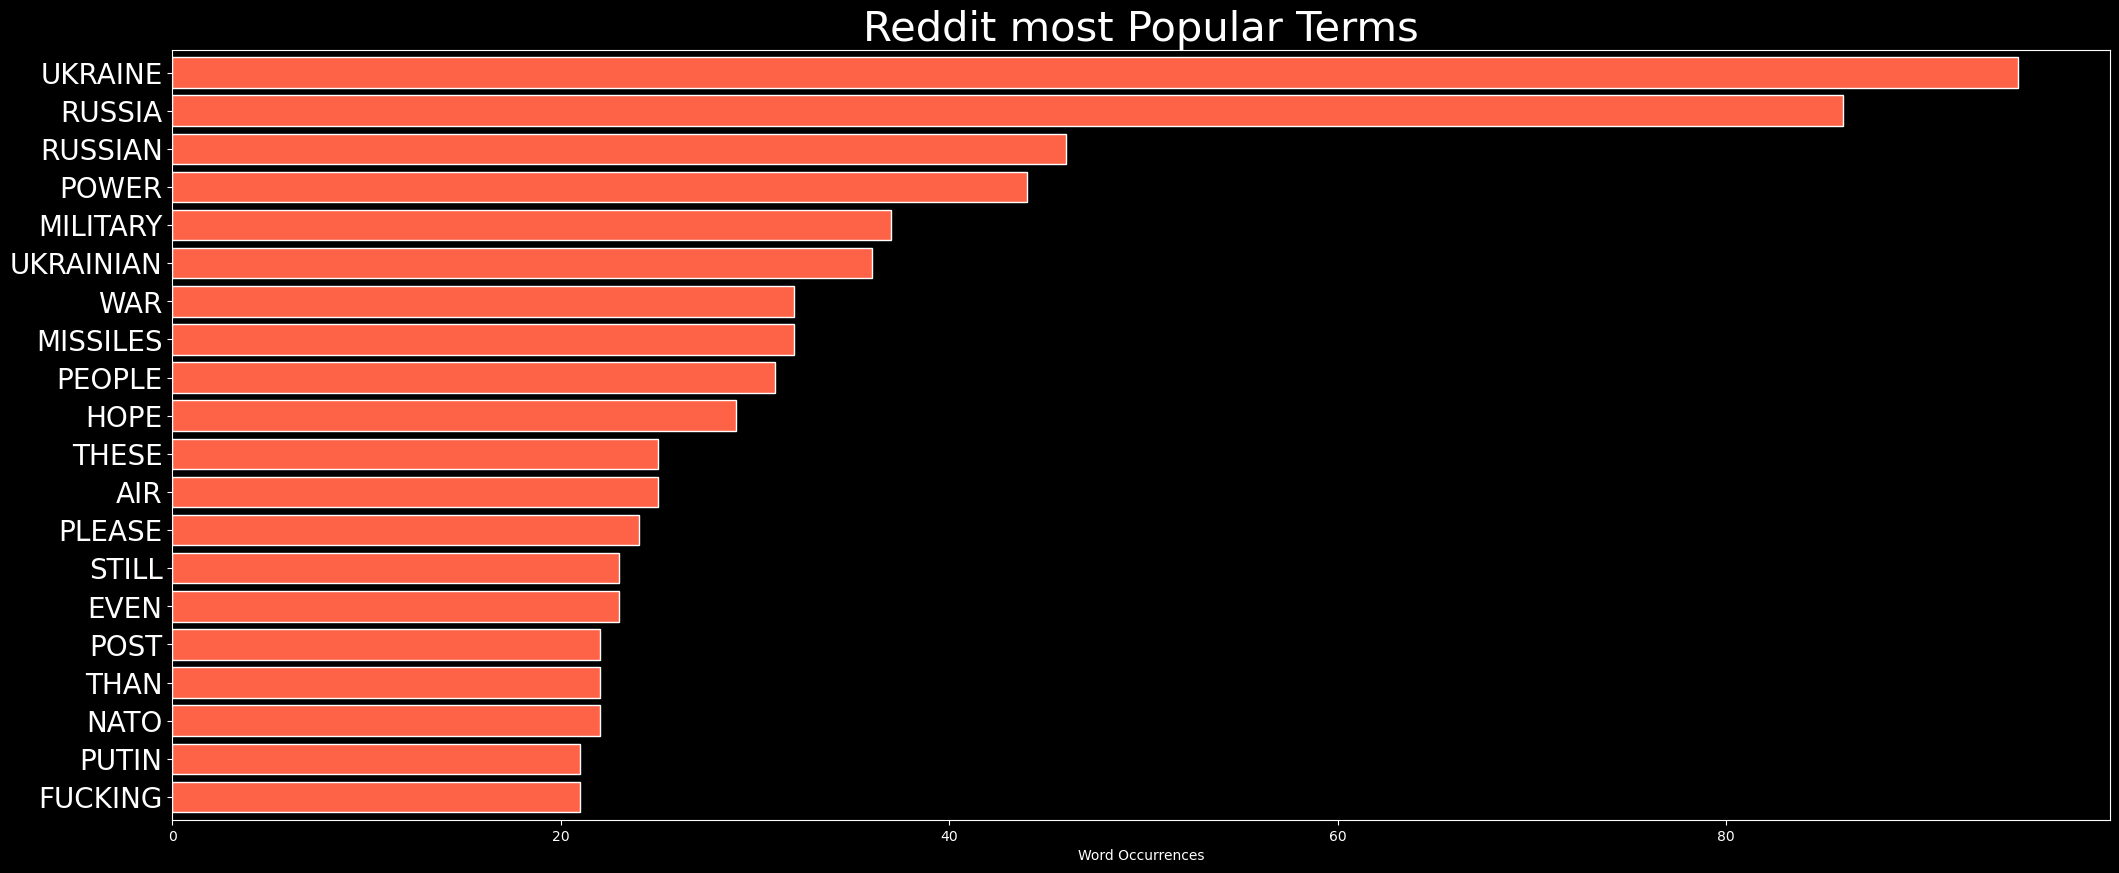 Reddit most Popular Terms
UKRAINE
RUSSIA
RUSSIAN
POWER
MILITARY
UKRAINIAN
WAR
MISSILES
PEOPLE
HOPE
THESE
AIR
PLEASE
STILL
EVEN
POST
THAN
NATO
PUTIN
FUCKING
0 20 40 60 80
Word Occurrences